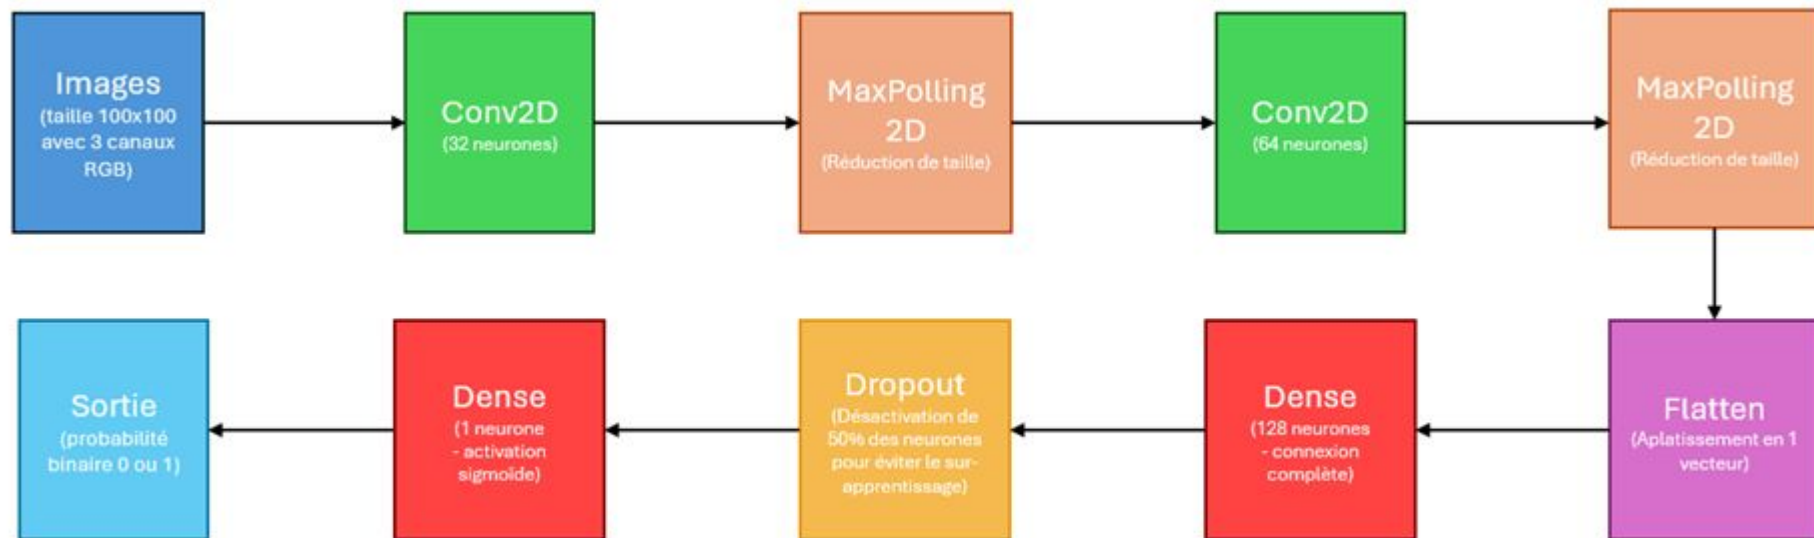 Images
(taille 100x100
avec 3 canaux
RGB)
Conv2D
(32 neurones)
MaxPolling
2D
(Réduction de taille)
Conv2D
(64 neurones)
MaxPolling
2D
(Réduction de taille)
Flatten
(Aplatissement en 1
vecteur)
Dense
(128 neurones
- connexion
complète)
Dropout
(Désactivation de
50% des neurones
pour éviter le sur-
apprentissage)
Dense
(1 neurone
- activation
sigmoïde)
Sortie
(probabilité
binaire 0 ou 1)